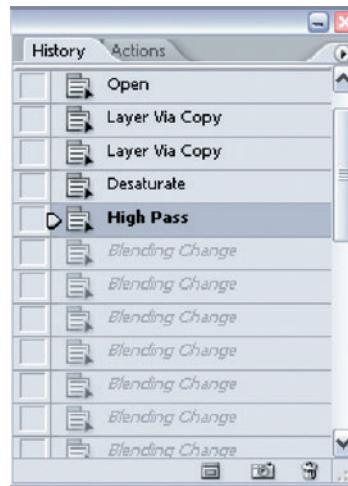 History Actions
Open
Layer Via Copy
Layer Via Copy
Desaturate
High Pass
Blending Change
Blending Change
Blending Change
Blending Change
Blending Change
Blending Change
Blending Change